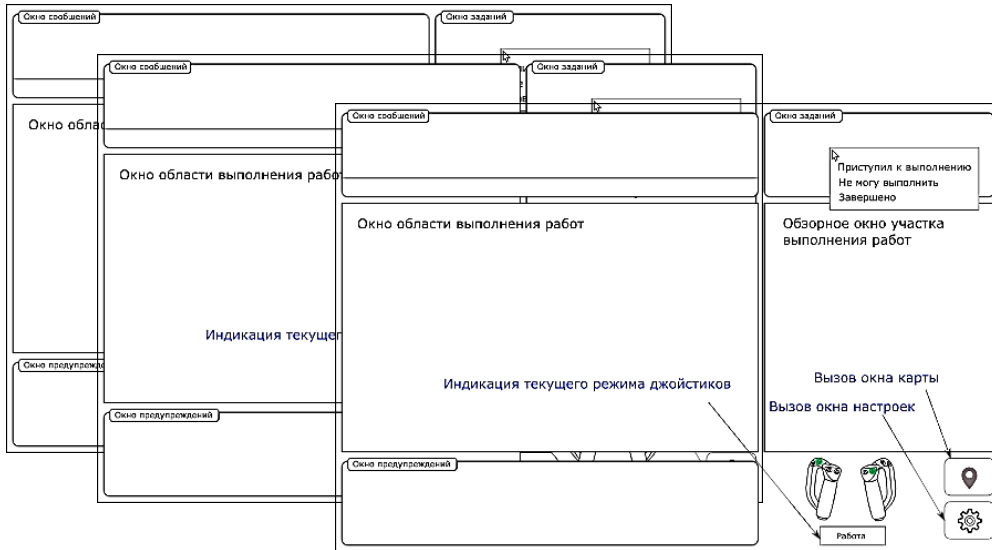 Окно сообщений
Окно заданий
Окно облас
Окно предупрежд
Окно сообщений
Окно заданий
Окно области выполнения работ
Индикация текущег
Окно предупреждений
Окно сообщений
Окно заданий
Приступил к выполнению
Не могу выполнить
Завершено
Окно области выполнения работ
Обзорное окно участка
выполнения работ
Индикация текущего режима джойстиков
Вызов окна карты
Вызов окна настроек
Окно предупреждений
Работа